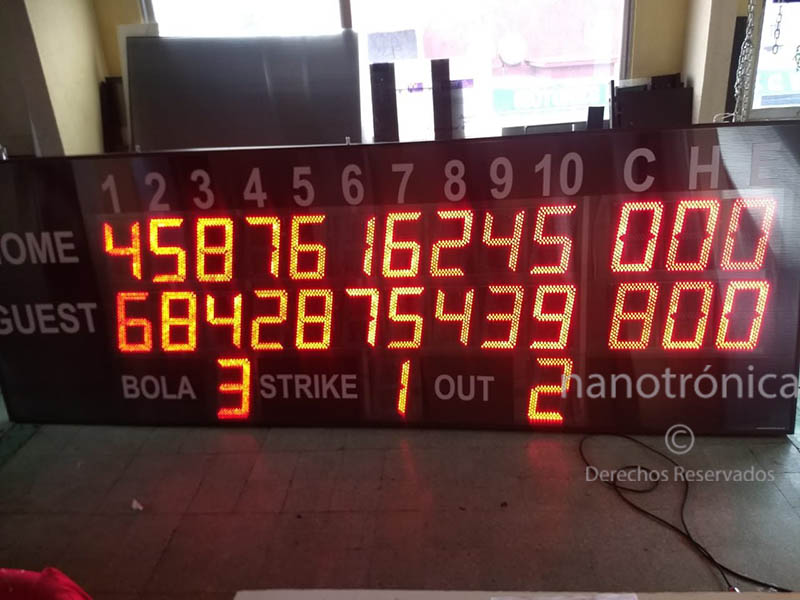 1 2 3 4 5 6 7 8 9 10 C H E
OME 4 5 8 7 6 1 6 2 4 5 0 0 0
GUEST 6 8 4 2 8 7 5 4 3 9 8 0 0
BOLA 3 STRIKE 1 OUT 2
nanotrónica
©
Derechos Reservados